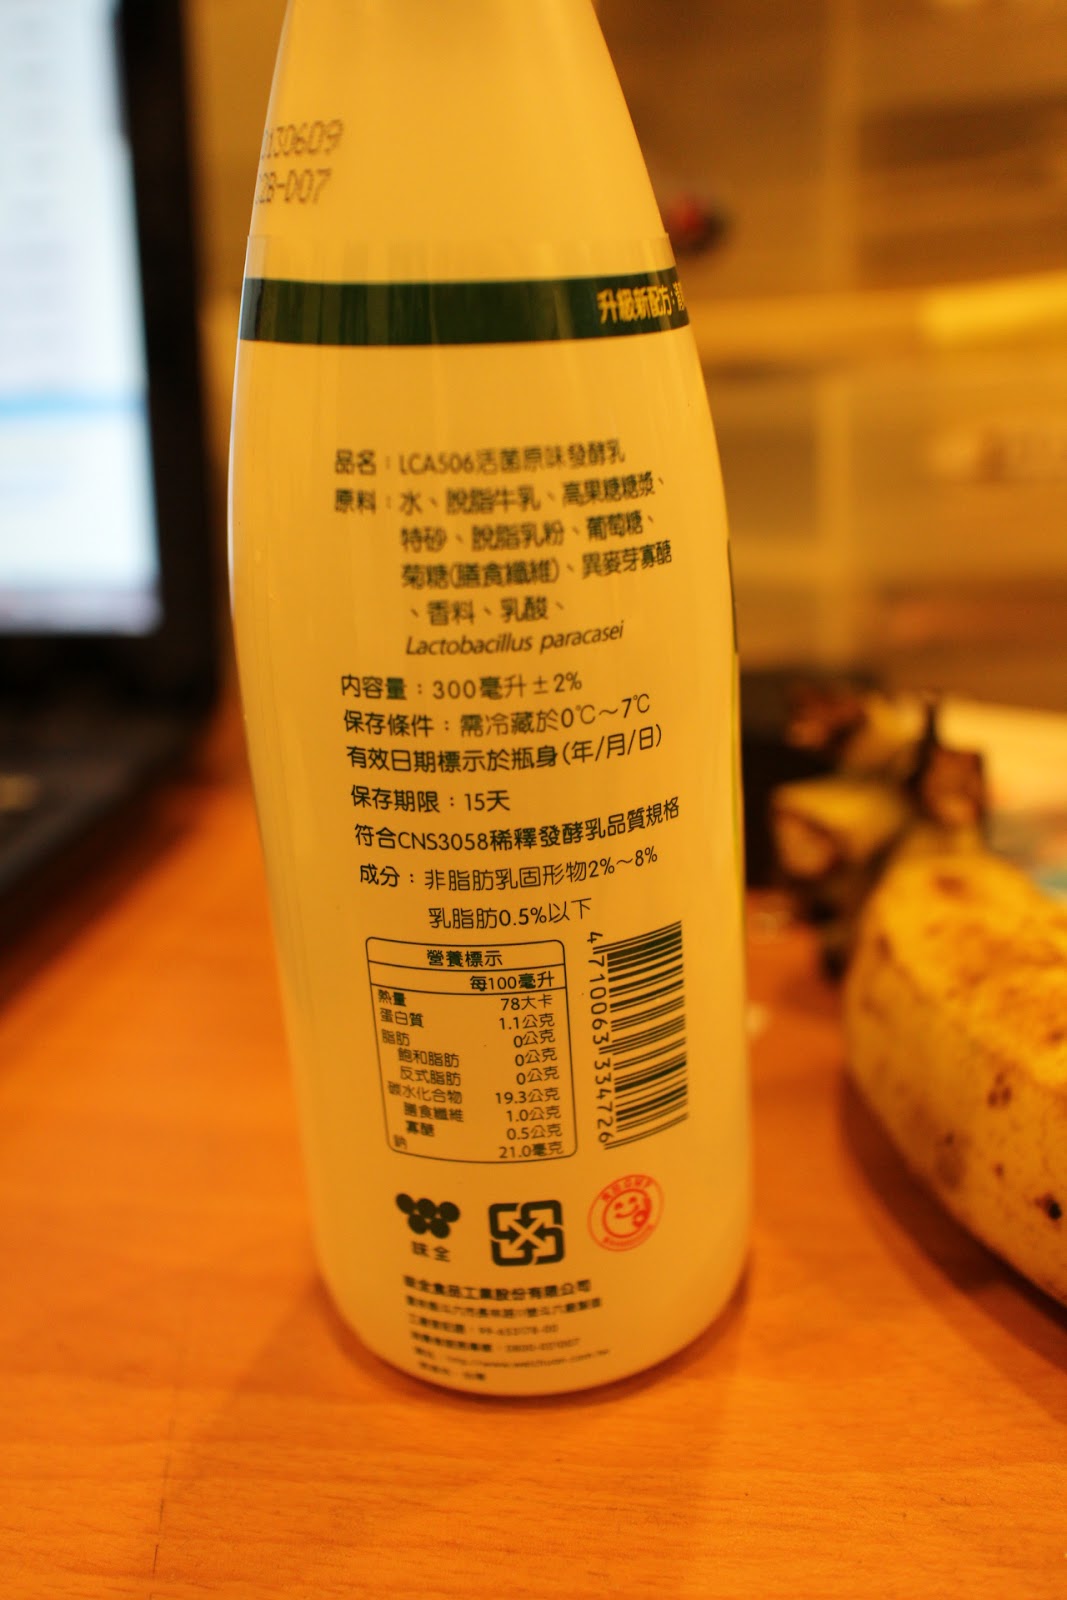 130609
2B-D07
升級新配方,
品名：LCA506活菌原味發酵乳
原料：水、脫脂牛乳、高果糖糖漿、
特砂、脫脂乳粉、葡萄糖、
菊糖(膳食纖維)、異麥芽寡醣
、香料、乳酸、
Lactobacillus paracasei
內容量：300毫升±2%
保存條件：需冷藏於0℃～7℃
有效日期標示於瓶身(年/月/日)
保存期限：15天
符合CNS3058稀釋發酵乳品質規格
成分：非脂肪乳固形物2%～8%
乳脂肪0.5%以下
營養標示
每100毫升
熱量 78大卡
蛋白質 1.1公克
脂肪 0公克
飽和脂肪 0公克
反式脂肪 0公克
碳水化合物 19.3公克
膳食纖維 1.0公克
寡醣 0.5公克
鈉 21.0毫克
4710063334726
味全
味全食品工業股份有限公司